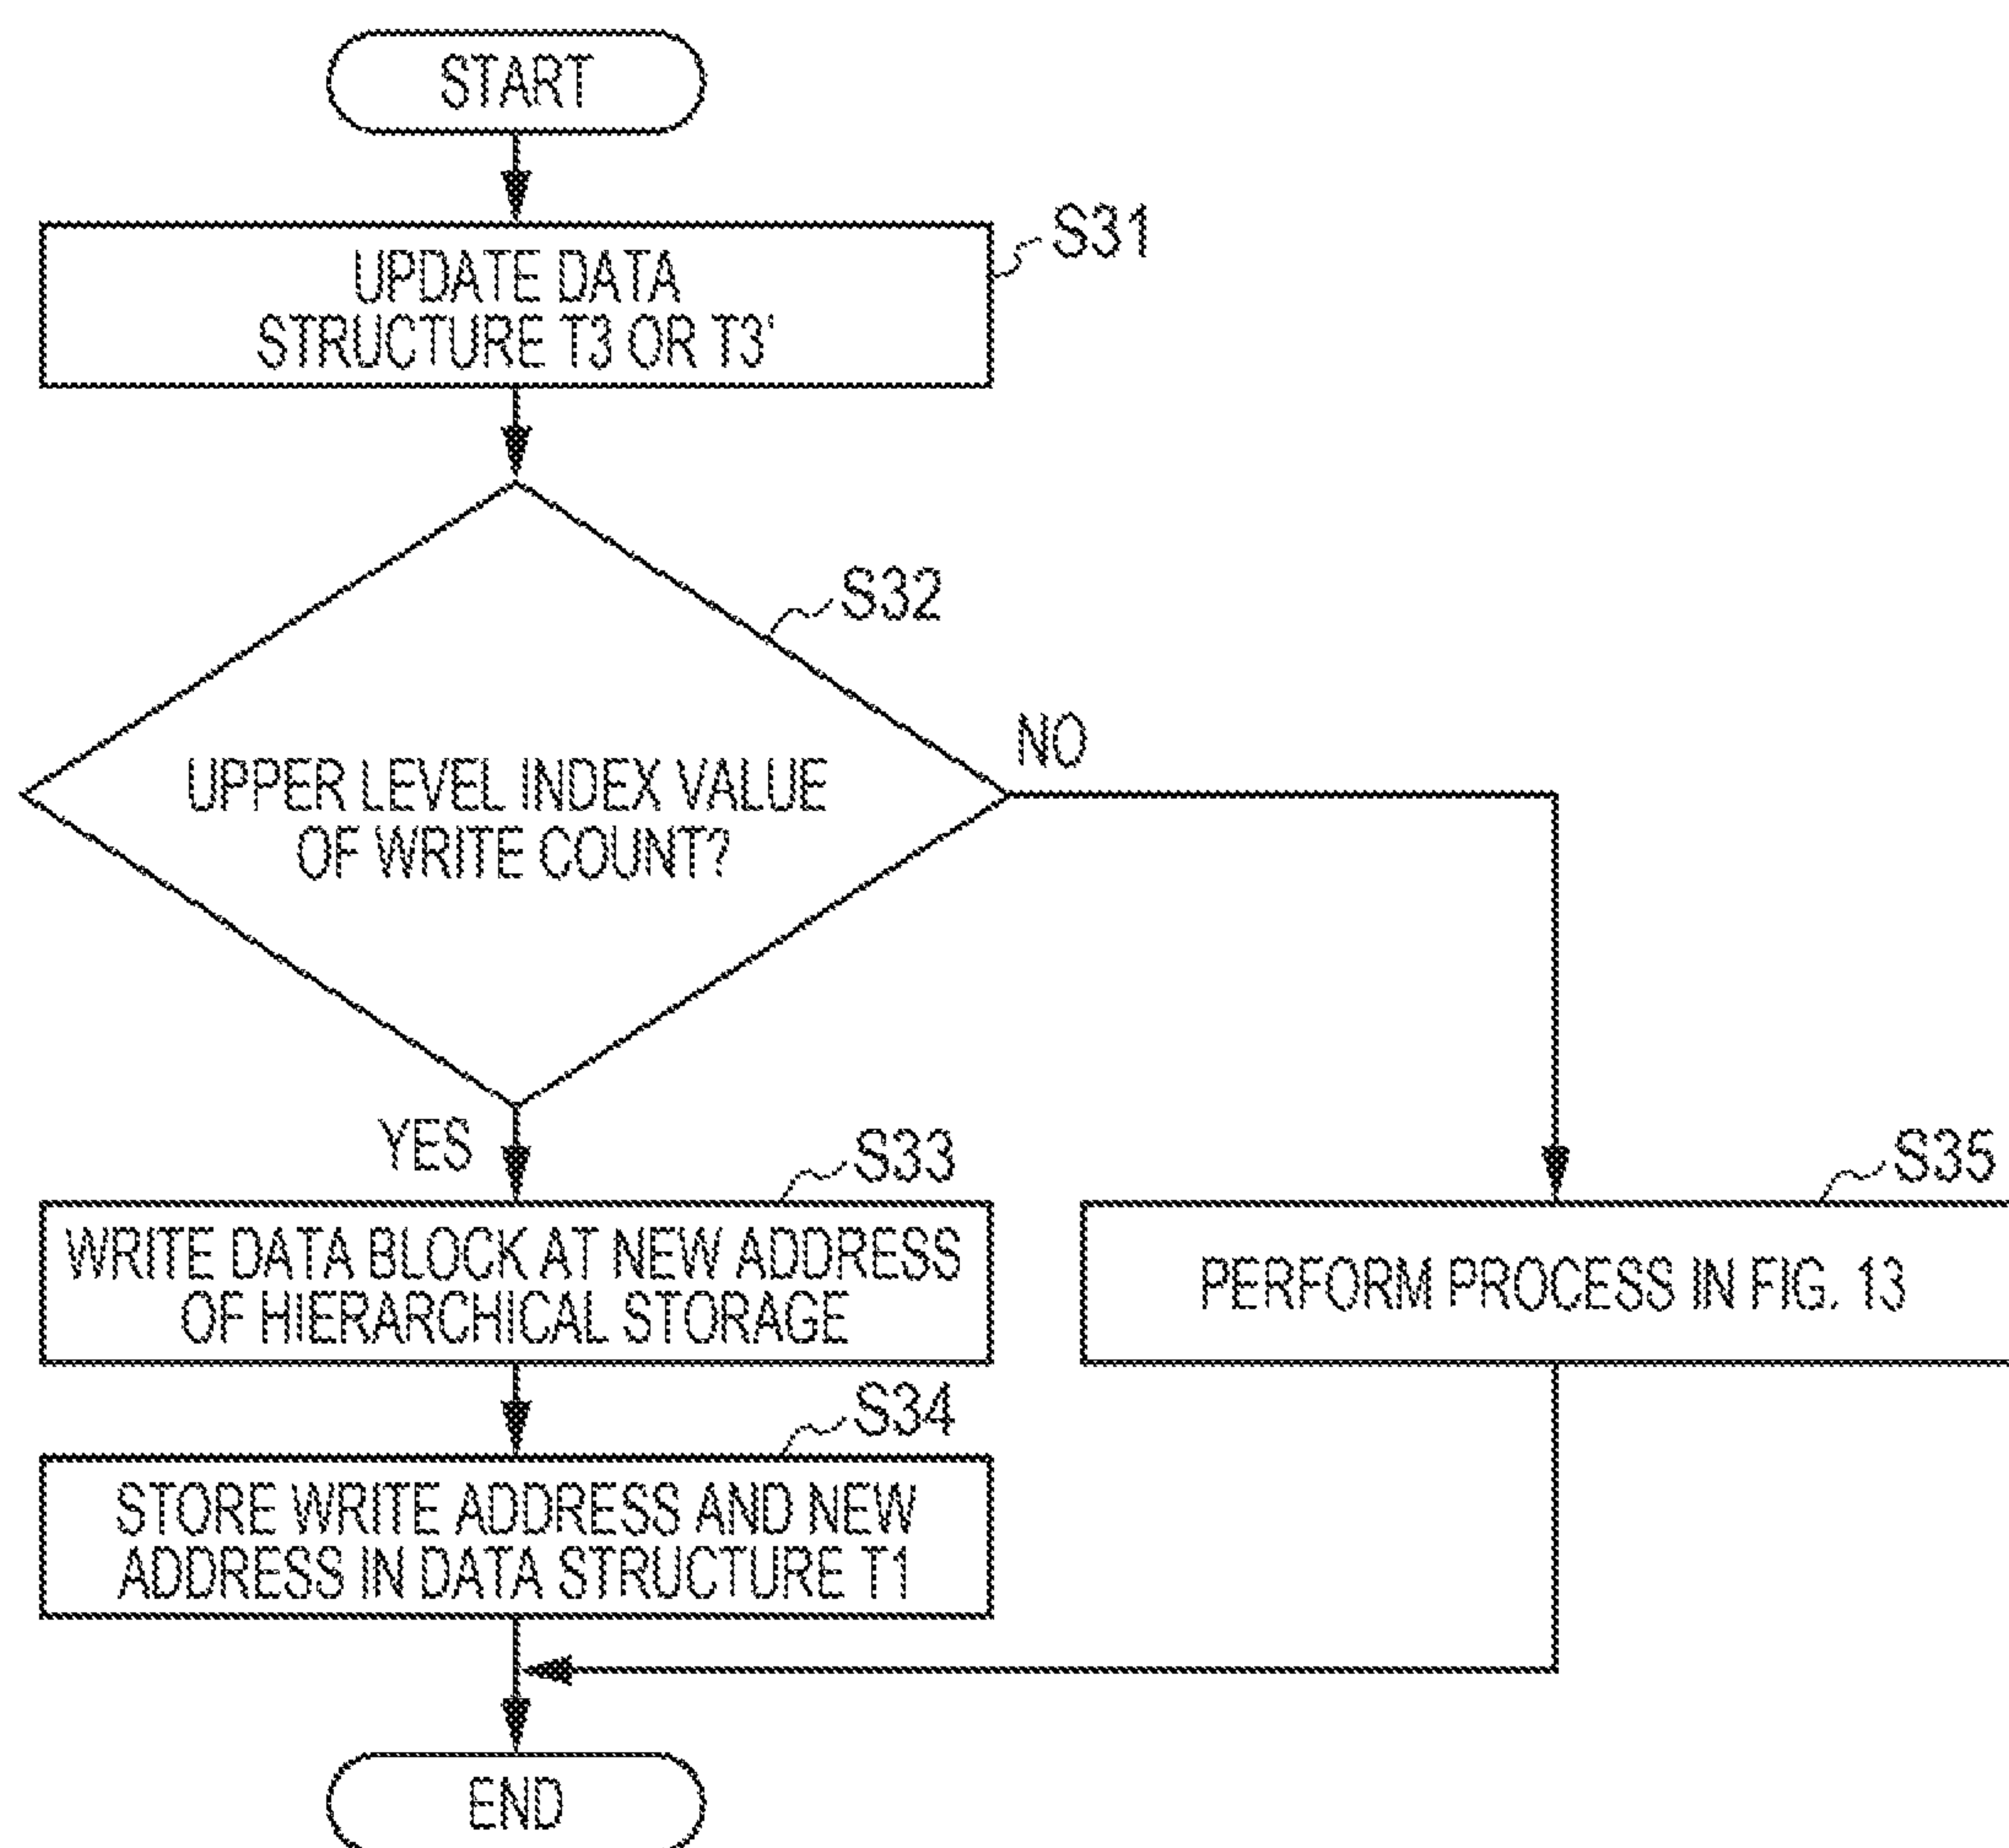 START
S31
UPDATE DATA
STRUCTURE T3 OR T3'
S32
UPPER LEVEL INDEX VALUE
OF WRITE COUNT?
NO
YES
S33
WRITE DATA BLOCK AT NEW ADDRESS
OF HIERARCHICAL STORAGE
S35
PERFORM PROCESS IN FIG. 13
S34
STORE WRITE ADDRESS AND NEW
ADDRESS IN DATA STRUCTURE T1
END